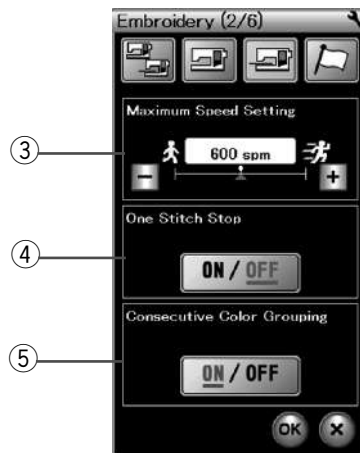 Embroidery (2/6)
Maximum Speed Setting
③
600 spm
− +
One Stitch Stop
④
ON / OFF
Consecutive Color Grouping
⑤
ON / OFF
OK X